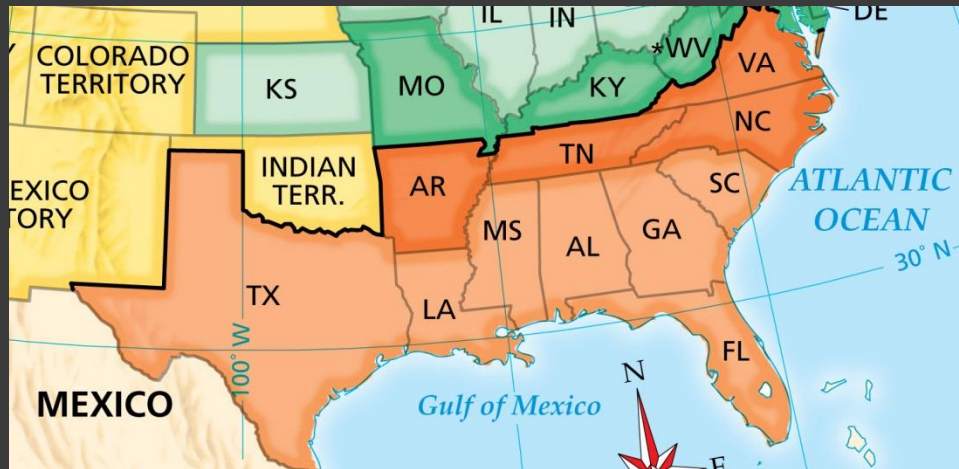 IL
IN
DE
*WV
COLORADO
TERRITORY
KS
MO
KY
VA
NC
INDIAN
TERR.
AR
TN
EXICO
TORY
SC
ATLANTIC
OCEAN
MS
AL
GA
30° N
TX
LA
100° W
FL
MEXICO
Gulf of Mexico
N
E